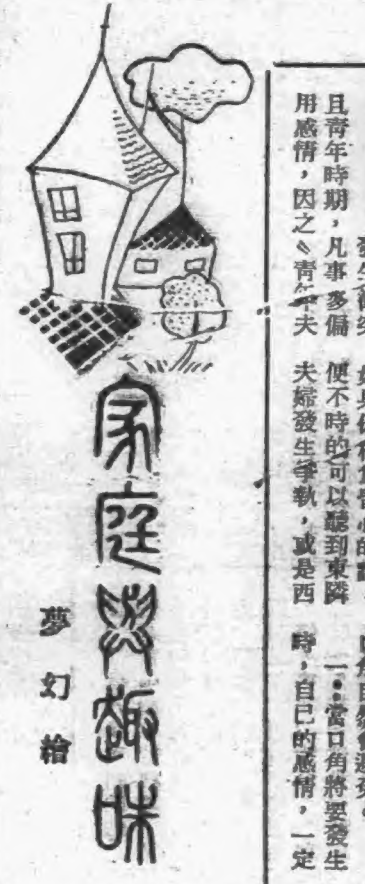 且青年時期，凡事多偏
用感情，因之、青年夫
便不時的可以聽到東隣
夫婦發生爭執，或是西
一：當口角將要發生
時，自己的感情，一定
家庭與趣味
夢幻繪